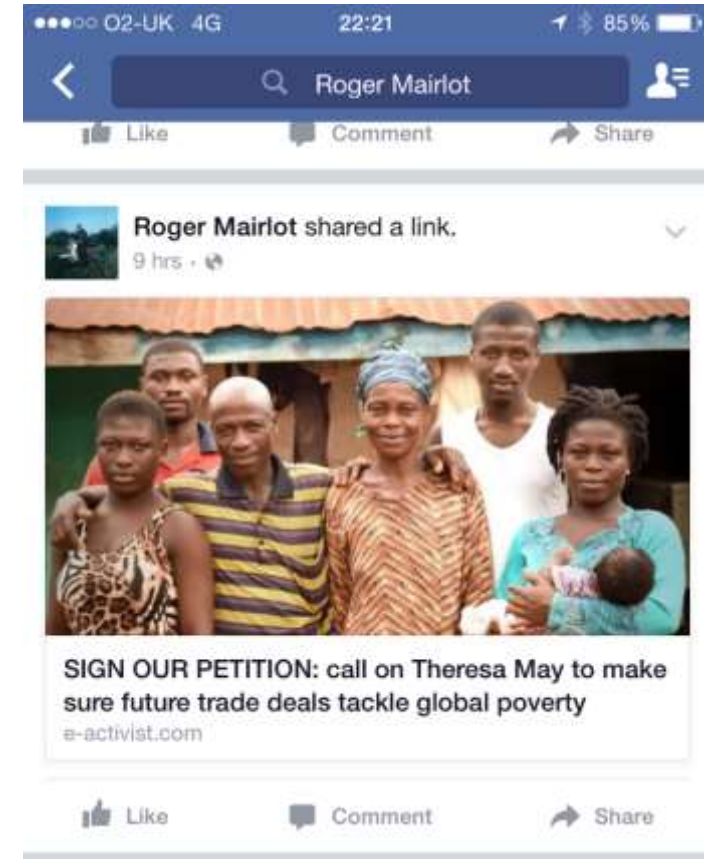 O2-UK 4G 22:21 85%
Roger Mairlot
Like Comment Share
Roger Mairlot shared a link.
9 hrs
SIGN OUR PETITION: call on Theresa May to make
sure future trade deals tackle global poverty
e-activist.com
Like Comment Share